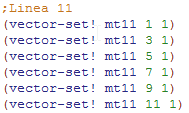 ;Linea 11
(vector-set! mt11 1 1)
(vector-set! mt11 3 1)
(vector-set! mt11 5 1)
(vector-set! mt11 7 1)
(vector-set! mt11 9 1)
(vector-set! mt11 11 1)